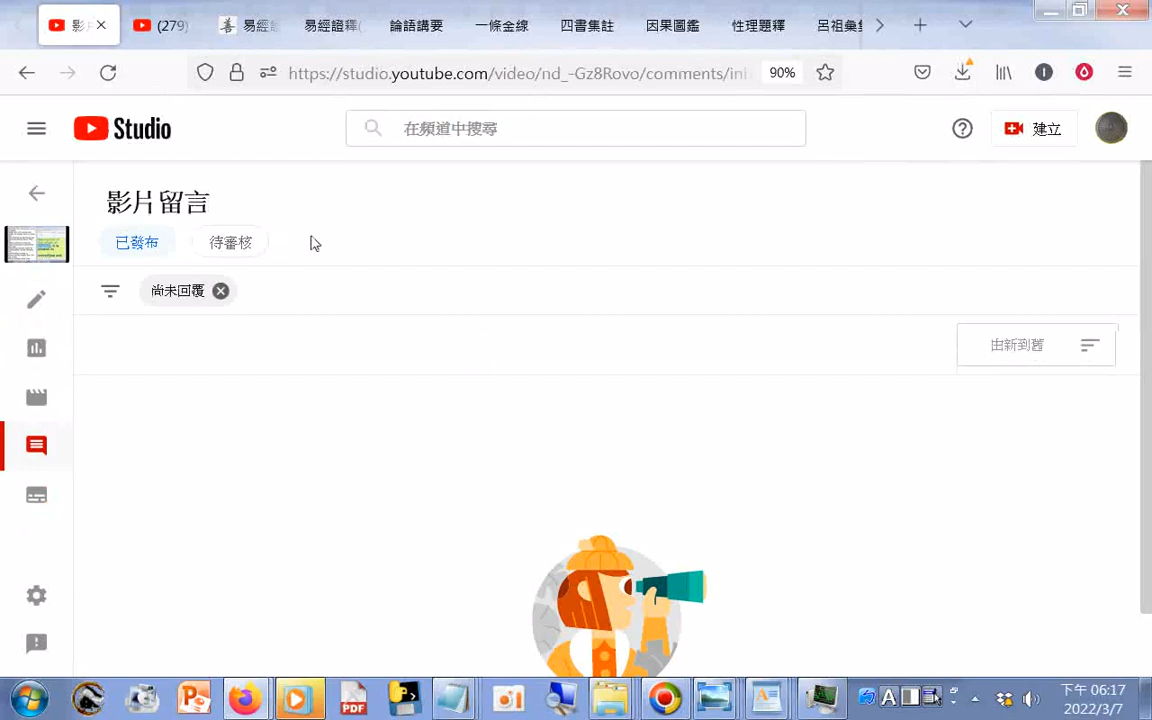 影片
(279)
善 易經
易經證釋(
論語講要
一條金線
四書集註
因果圖鑑
性理題釋
呂祖彙
https://studio.youtube.com/video/nd_-Gz8Rovo/comments/in
90%
Studio
在頻道中搜尋
建立
影片留言
已發布
待審核
尚未回覆
由新到舊
PDF
A
下午 06:17
2022/3/7